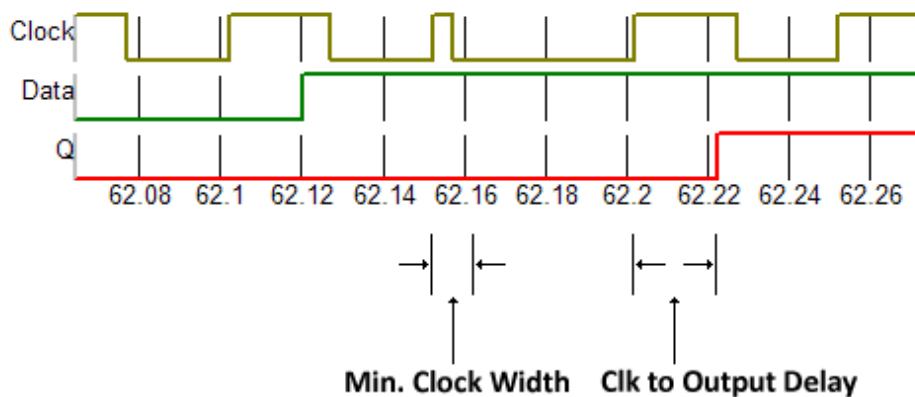 Clock
Data
Q
62.08 62.1 62.12 62.14 62.16 62.18 62.2 62.22 62.24 62.26
Min. Clock Width Clk to Output Delay